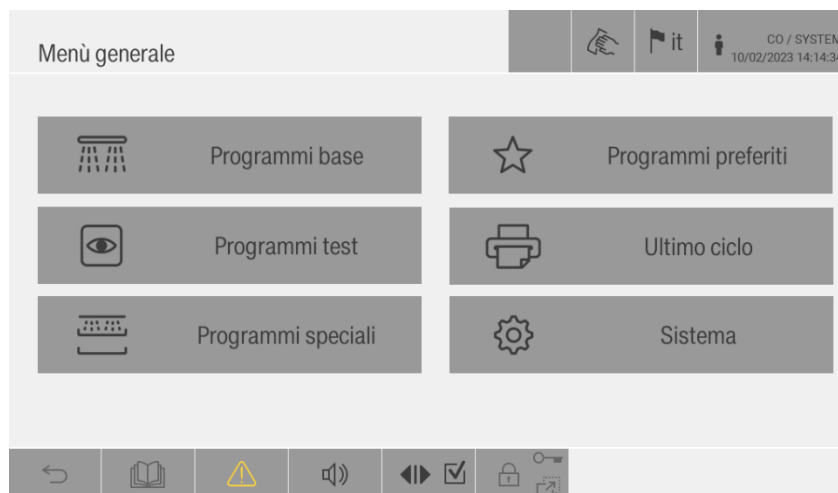 Menù generale
it
CO / SYSTEM
10/02/2023 14:14:34
Programmi base
Programmi preferiti
Programmi test
Ultimo ciclo
Programmi speciali
Sistema